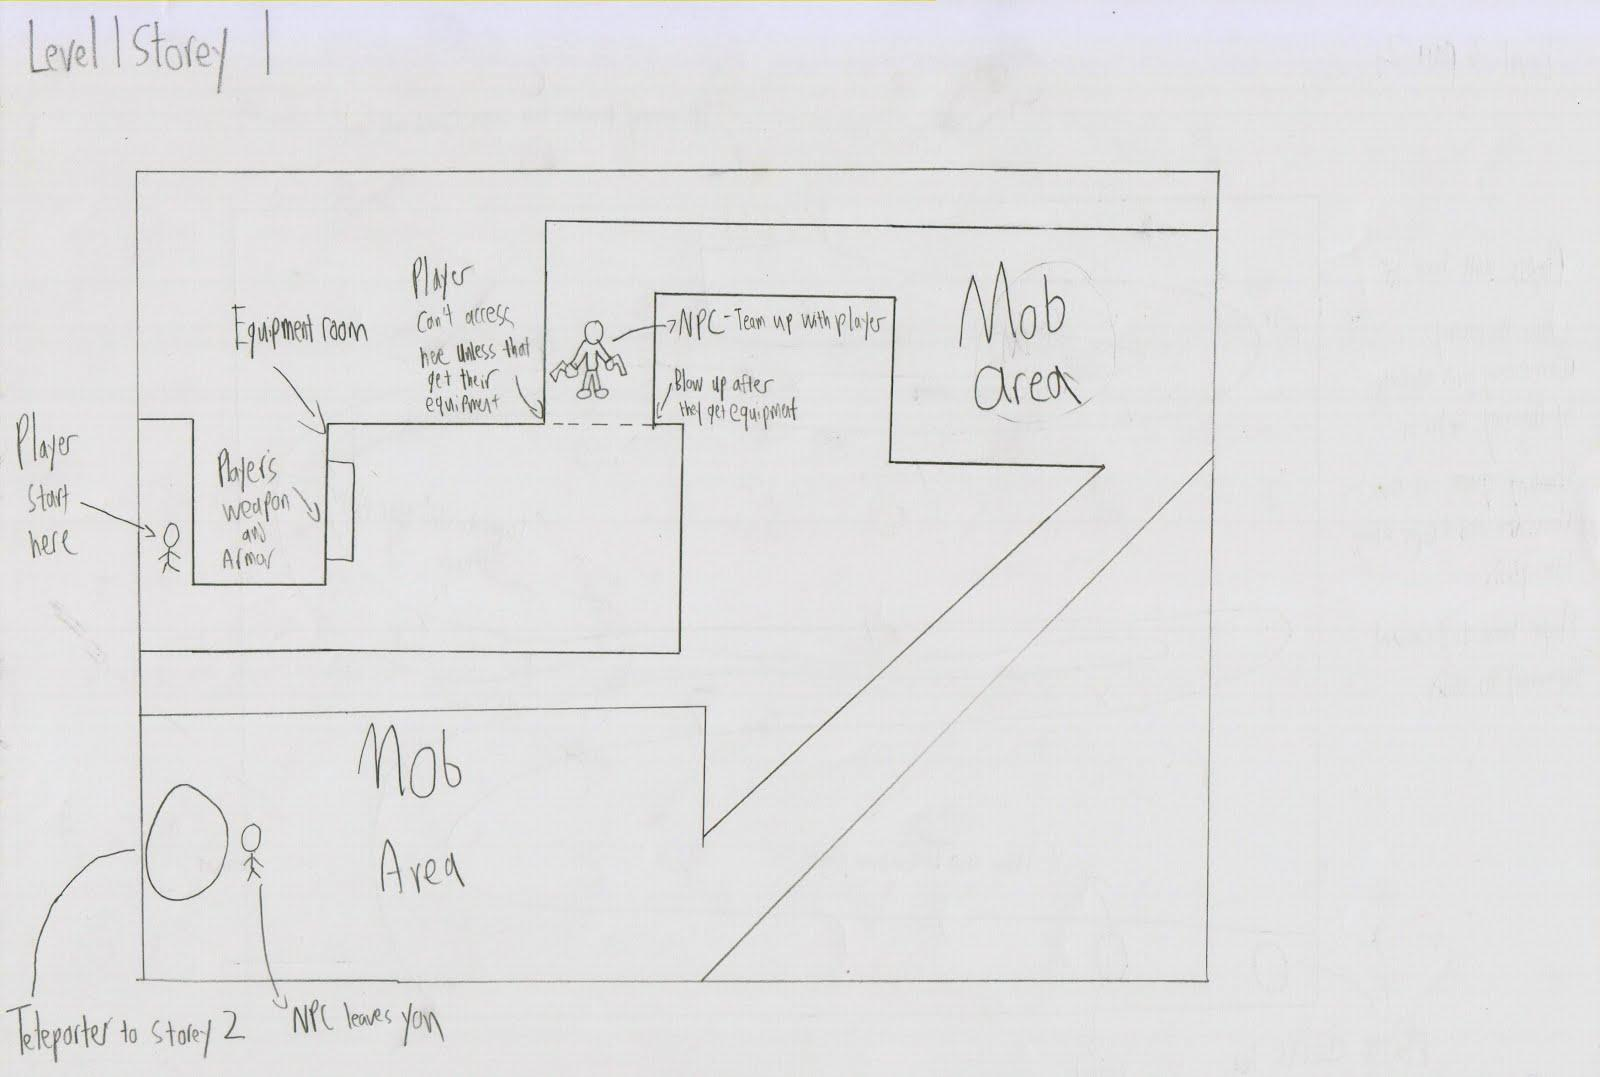 Level 1 Storey 1
Player
Can't access
here unless that
get their
equipment
Equipment room
NPC - Team up with player
Blow up after
they get equipment
Mob
area
Player
start
here
Player's
weapon
and
Armor
Mob
Area
Teleporter to storey 2
NPC leaves you